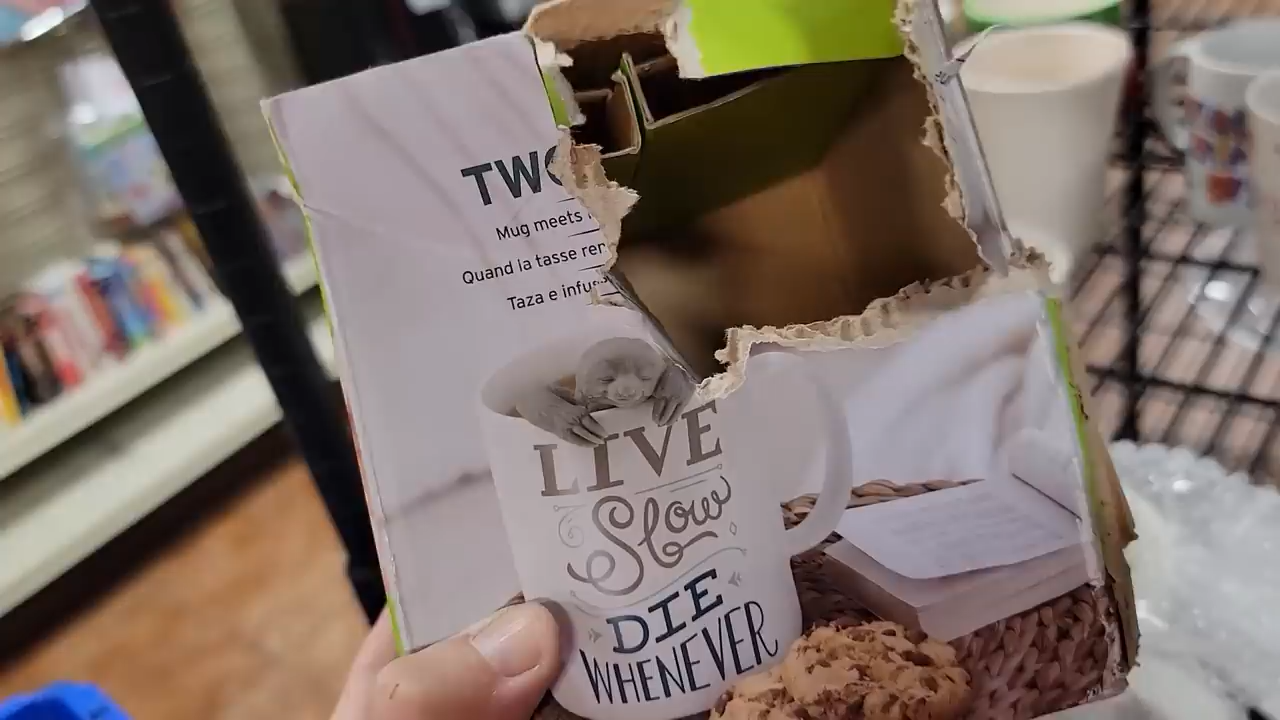 TWO
Mug meets
Quand la tasse ren
Taza e infus
LIVE
Slow
DIE
WHENEVER